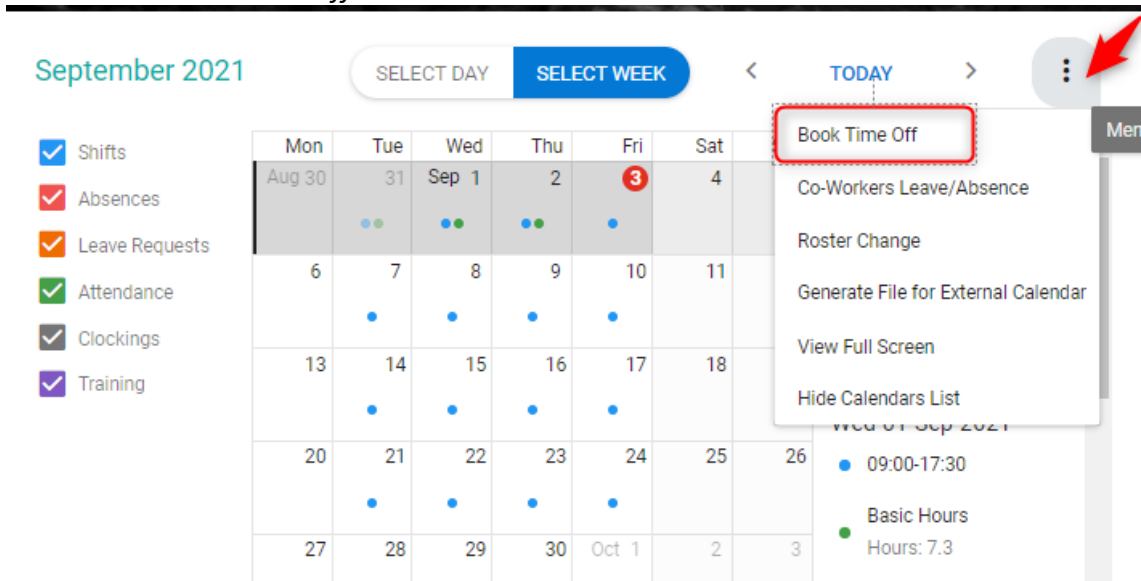 September 2021
SELECT DAY
SELECT WEEK
TODAY
Book Time Off
Co-Workers Leave/Absence
Roster Change
Generate File for External Calendar
View Full Screen
Hide Calendars List
Shifts
Absences
Leave Requests
Attendance
Clockings
Training
Mon Tue Wed Thu Fri Sat
Aug 30 31 Sep 1 2 3 4
6 7 8 9 10 11
13 14 15 16 17 18
20 21 22 23 24 25 26
27 28 29 30 Oct 1 2 3
Wed 01 Sep 2021
09:00-17:30
Basic Hours
Hours: 7.3